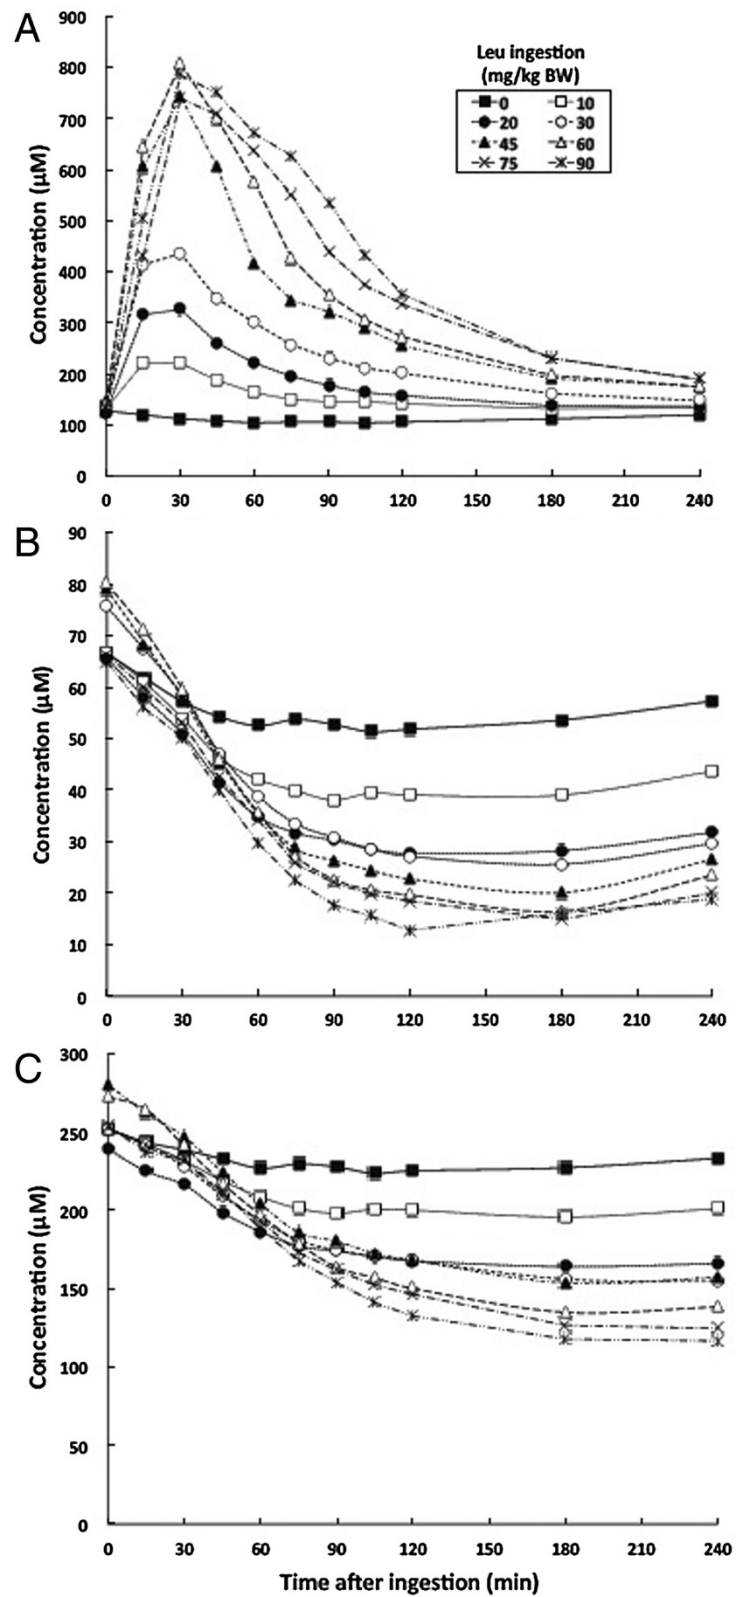 A
Leu ingestion
(mg/kg BW)
0 10
20 30
45 60
75 90
Concentration (μM)
900
800
700
600
500
400
300
200
100
0
0 30 60 90 120 150 180 210 240
B
Concentration (μM)
90
80
70
60
50
40
30
20
10
0
0 30 60 90 120 150 180 210 240
C
Concentration (μM)
300
250
200
150
100
50
0
0 30 60 90 120 150 180 210 240
Time after ingestion (min)